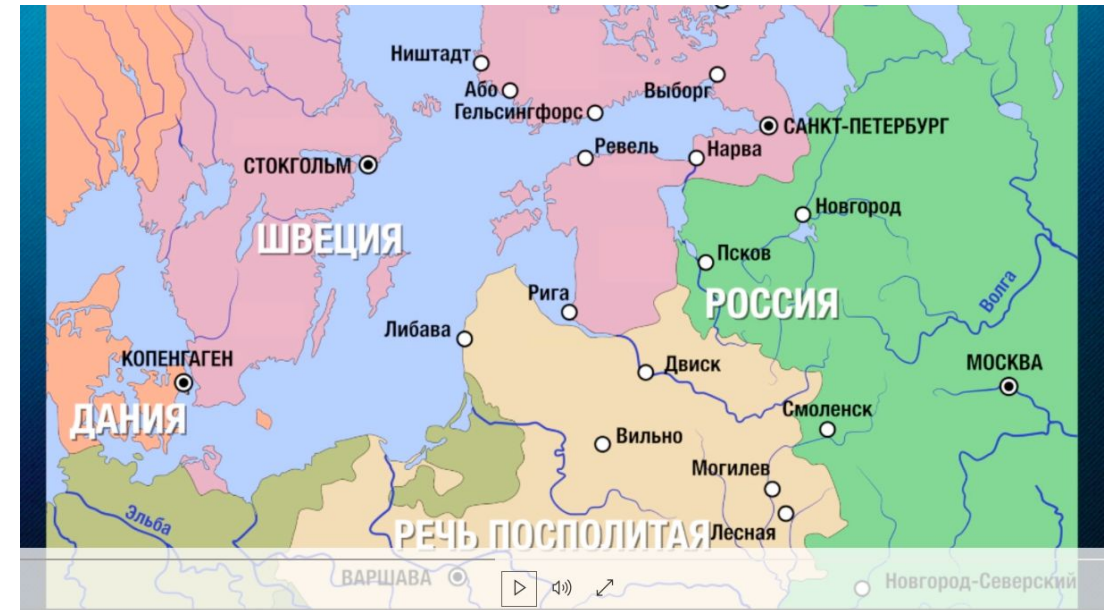 Ништадт
Або
Выборг
Гельсингфорс
САНКТ-ПЕТЕРБУРГ
Ревель
Нарва
СТОКГОЛЬМ
Новгород
ШВЕЦИЯ
Псков
Рига
РОССИЯ
Волга
Либава
КОПЕНГАГЕН
Двиск
МОСКВА
ДАНИЯ
Смоленск
Вильно
Могилев
Эльба
РЕЧЬ ПОСПОЛИТАЯ
Лесная
ВАРШАВА
Новгород-Северский